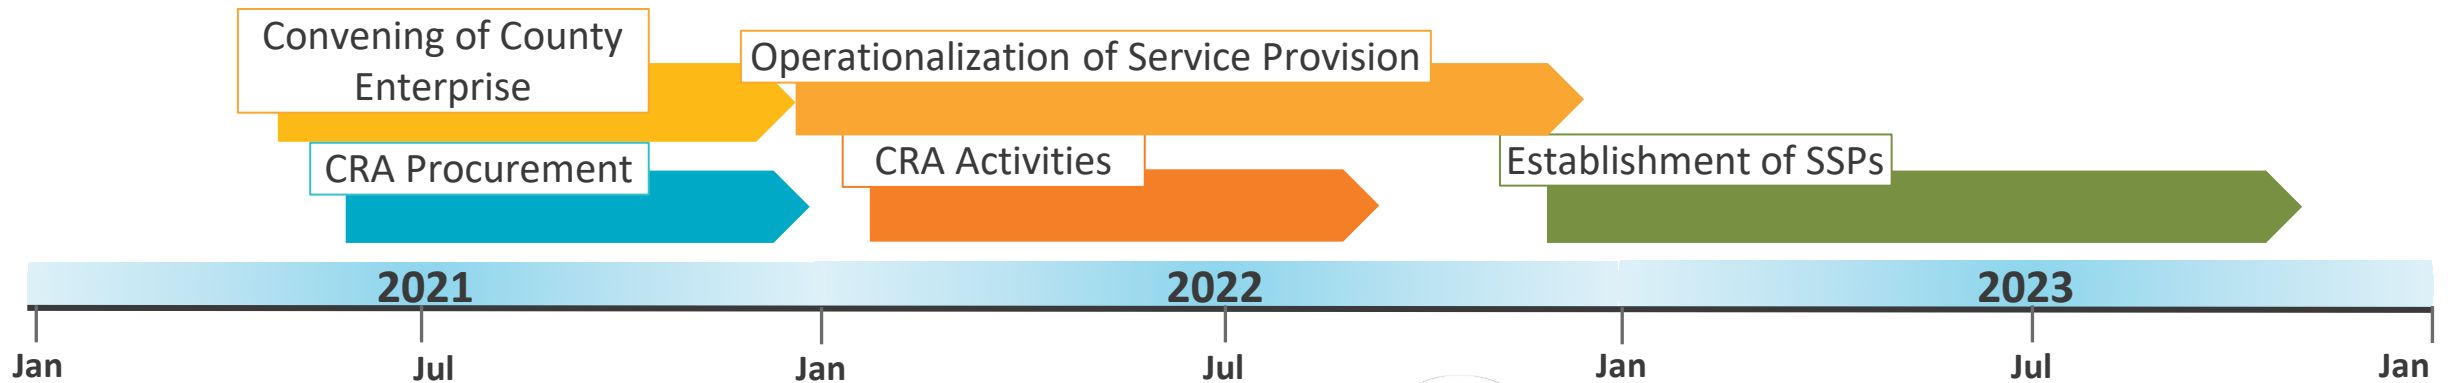 Convening of County
Enterprise
Operationalization of Service Provision
CRA Procurement
CRA Activities
Establishment of SSPs
2021
2022
2023
Jan
Jul
Jan
Jul
Jan
Jul
Jan